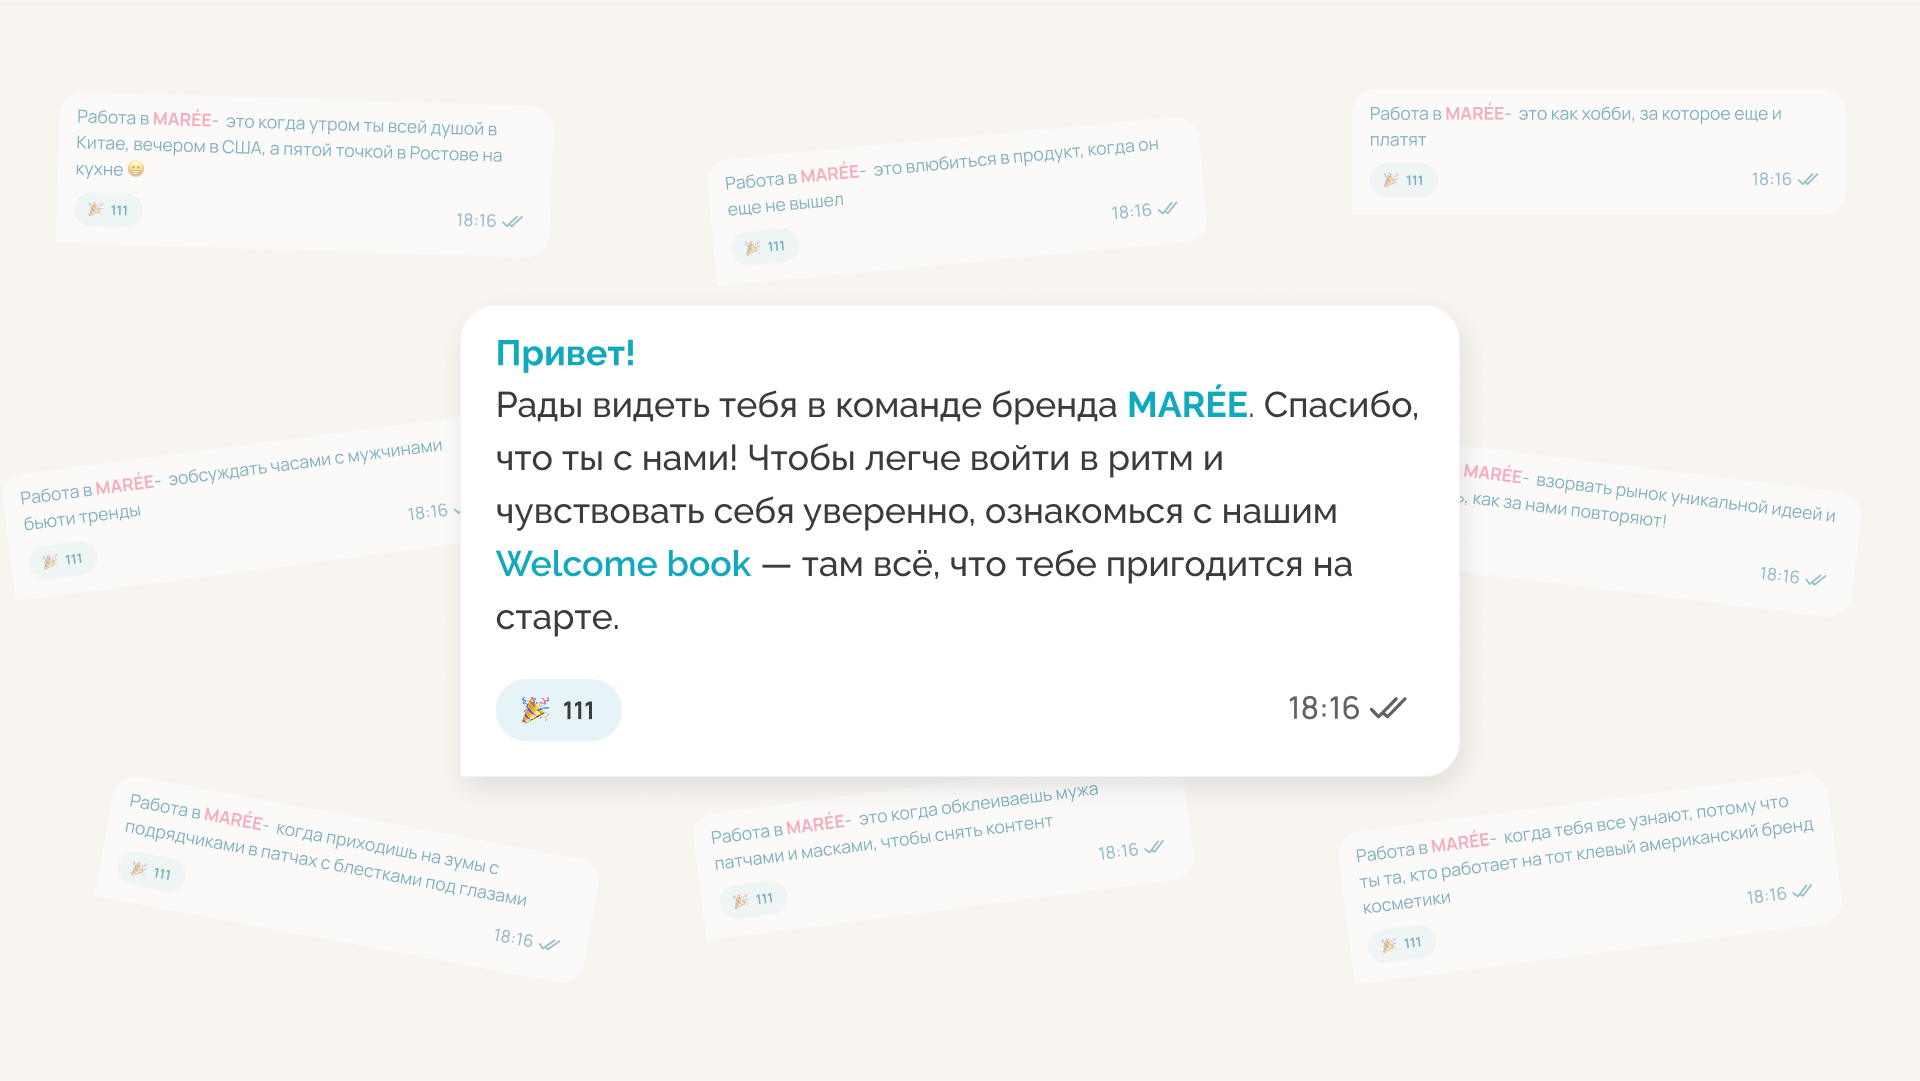 Работа в MARÉE- это когда утром ты всей душой в
Китае, вечером в США, а пятой точкой в Ростове на
кухне 😁
🎉 111
18:16
Работа в MARÉE- это влюбиться в продукт, когда он
еще не вышел
🎉 111
18:16
Работа в MARÉE- это как хобби, за которое еще и
платят
🎉 111
18:16
Работа в MARÉE- эобсуждать часами с мужчинами
бьюти тренды
🎉 111
18:16
Привет!
Рады видеть тебя в команде бренда MARÉE. Спасибо,
что ты с нами! Чтобы легче войти в ритм и
чувствовать себя уверенно, ознакомься с нашим
Welcome book — там всё, что тебе пригодится на
старте.
🎉 111
18:16
MARÉE- взорвать рынок уникальной идеей и
как за нами повторяют!
18:16
Работа в MARÉE- когда приходишь на зумы с
подрядчиками в патчах с блестками под глазами
🎉 111
18:16
Работа в MARÉE- это когда обклеиваешь мужа
патчами и масками, чтобы снять контент
🎉 111
18:16
Работа в MARÉE- когда тебя все узнают, потому что
ты та, кто работает на тот клевый американский бренд
косметики
🎉 111
18:16